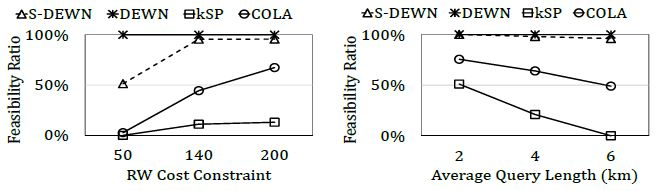 S-DEWN DEWN kSP COLA
100%
50%
0%
Feasibility Ratio
50 140 200
RW Cost Constraint
S-DEWN DEWN kSP COLA
100%
50%
0%
Feasibility Ratio
2 4 6
Average Query Length (km)